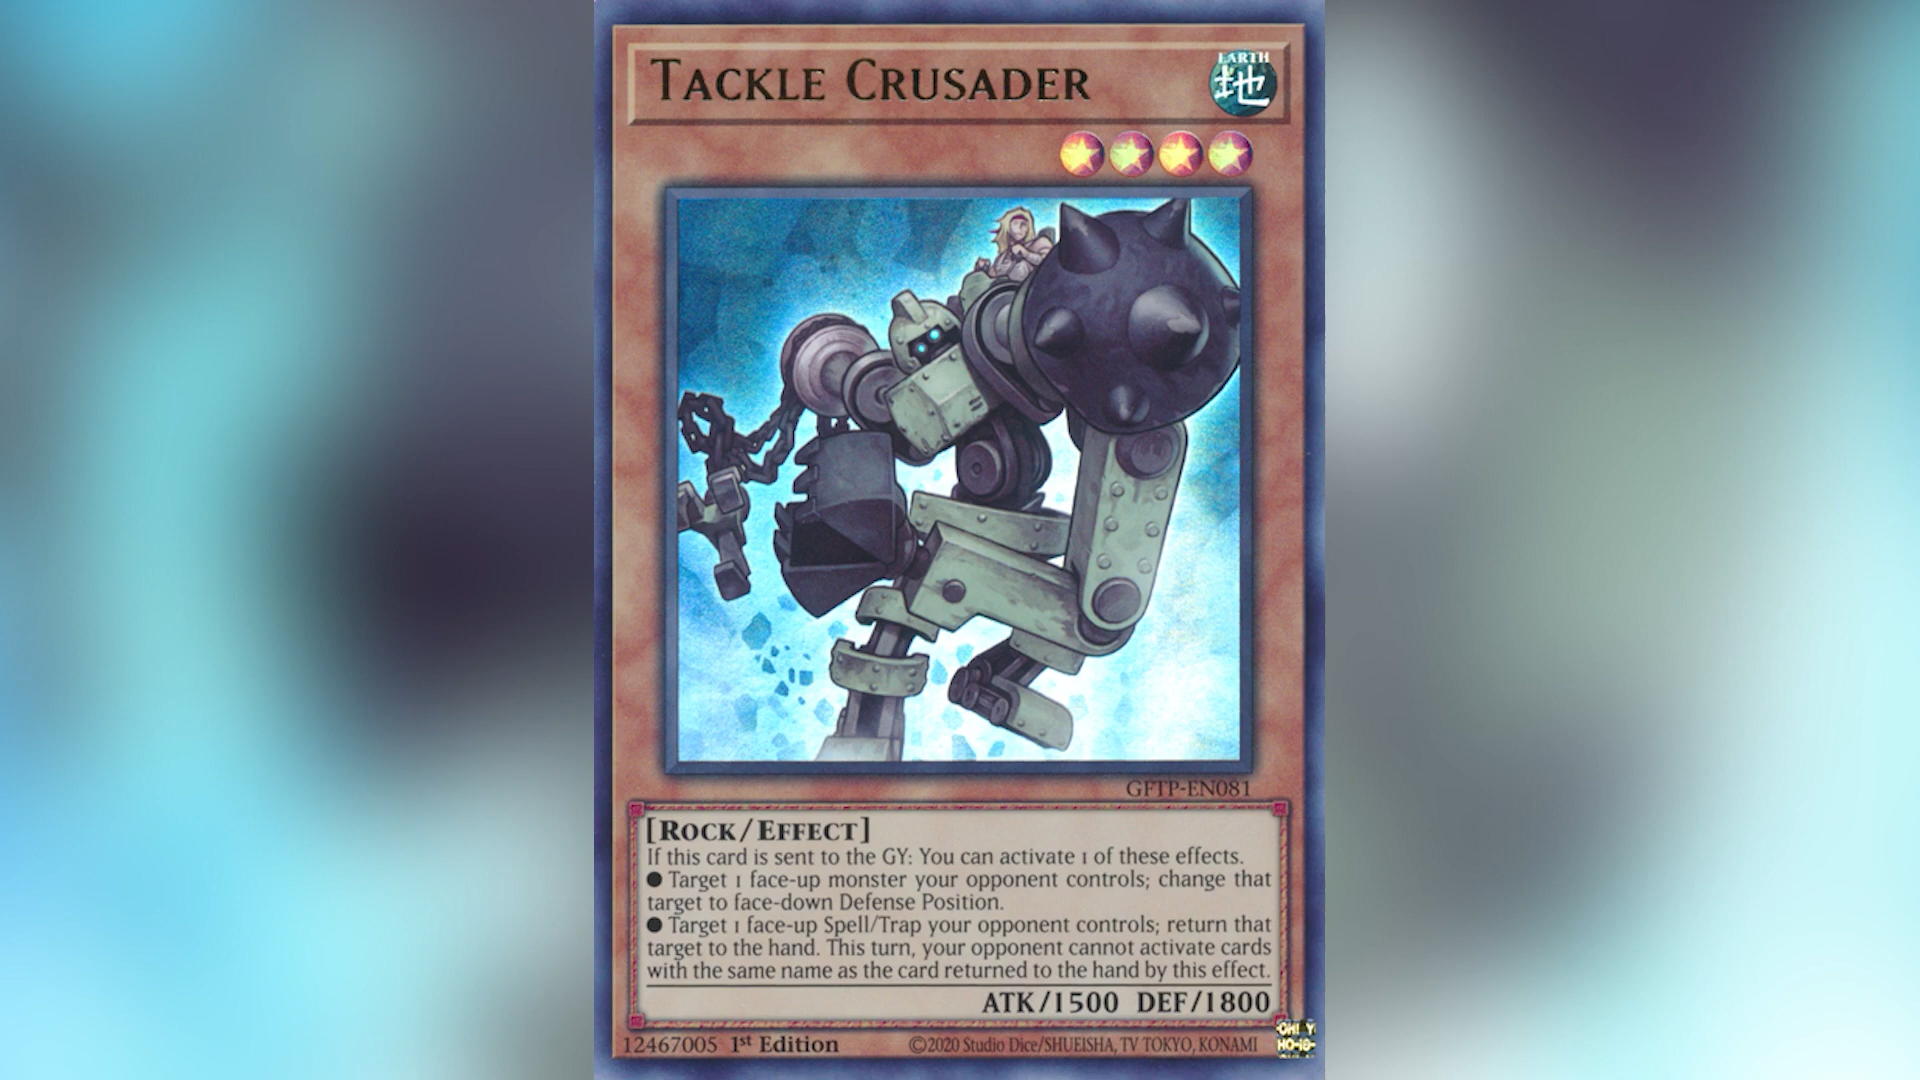 TACKLE CRUSADER
EARTH
地
GFTP-EN081
[ROCK/EFFECT]
If this card is sent to the GY: You can activate 1 of these effects.
● Target 1 face-up monster your opponent controls; change that
target to face-down Defense Position.
● Target 1 face-up Spell/Trap your opponent controls; return that
target to the hand. This turn, your opponent cannot activate cards
with the same name as the card returned to the hand by this effect.
ATK/1500 DEF/1800
12467005 1st Edition ©2020 Studio Dice/SHUEISHA, TV TOKYO, KONAMI